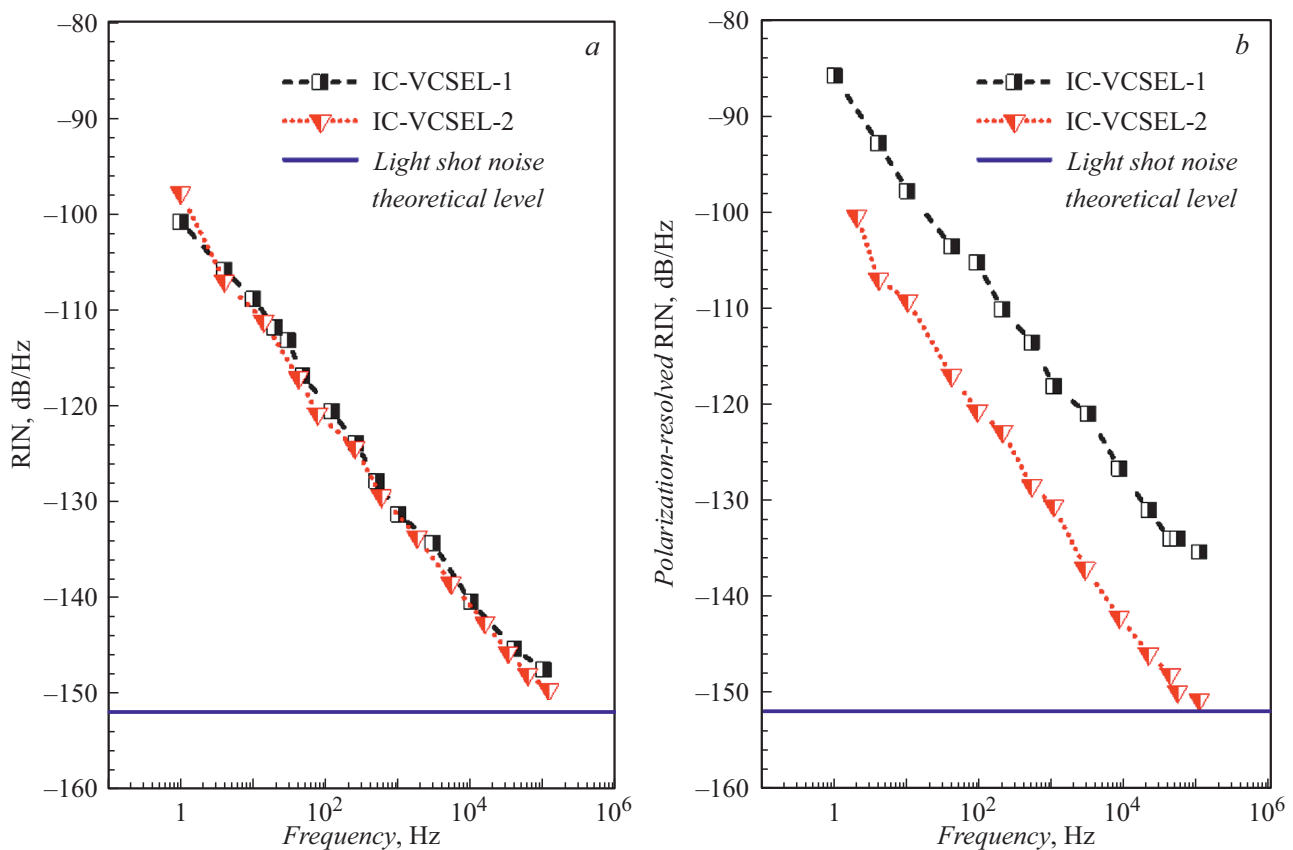 a
IC-VCSEL-1
IC-VCSEL-2
Light shot noise
theoretical level
RIN, dB/Hz
–80
–90
–100
–110
–120
–130
–140
–150
–160
1
10²
10⁴
10⁶
Frequency, Hz
b
IC-VCSEL-1
IC-VCSEL-2
Light shot noise
theoretical level
Polarization-resolved RIN, dB/Hz
–80
–90
–100
–110
–120
–130
–140
–150
–160
1
10²
10⁴
10⁶
Frequency, Hz